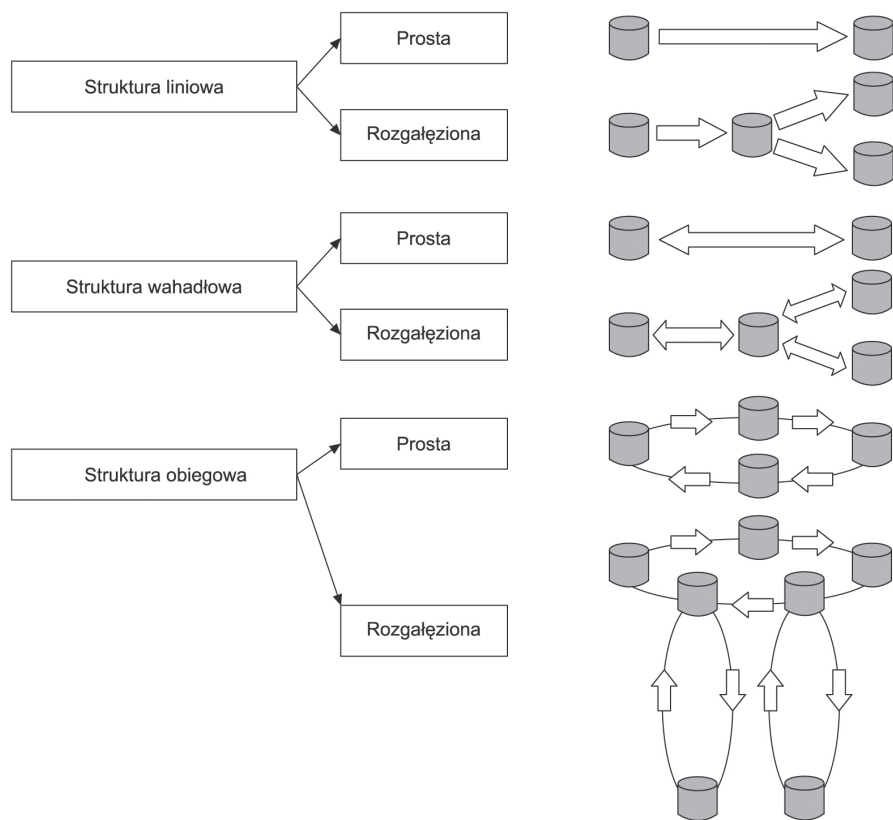 Prosta
Struktura liniowa
Rozgałęziona
Prosta
Struktura wahadłowa
Rozgałęziona
Prosta
Struktura obiegowa
Rozgałęziona